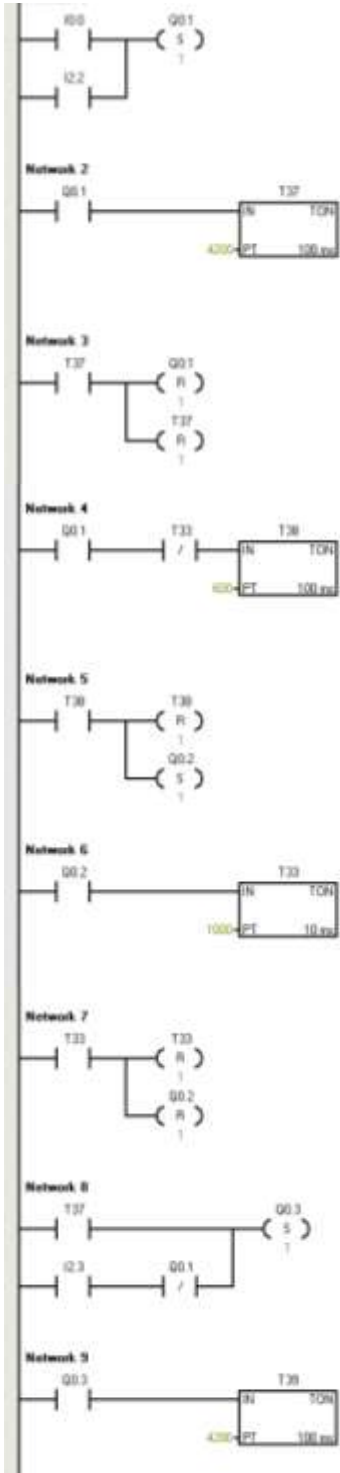 I0.0 Q0.1
S
1
I2.2
Network 2
Q0.1 T37
IN TON
4200 PT 100 ms
Network 3
T37 Q0.1
R
1
T37
R
1
Network 4
Q0.1 T33 T38
/ IN TON
600 PT 100 ms
Network 5
T38 T38
R
1
Q0.2
S
1
Network 6
Q0.2 T33
IN TON
1000 PT 10 ms
Network 7
T33 T33
R
1
Q0.2
R
1
Network 8
T37 Q0.3
S
1
I2.3 Q0.1
/
Network 9
Q0.3 T39
IN TON
4200 PT 100 ms